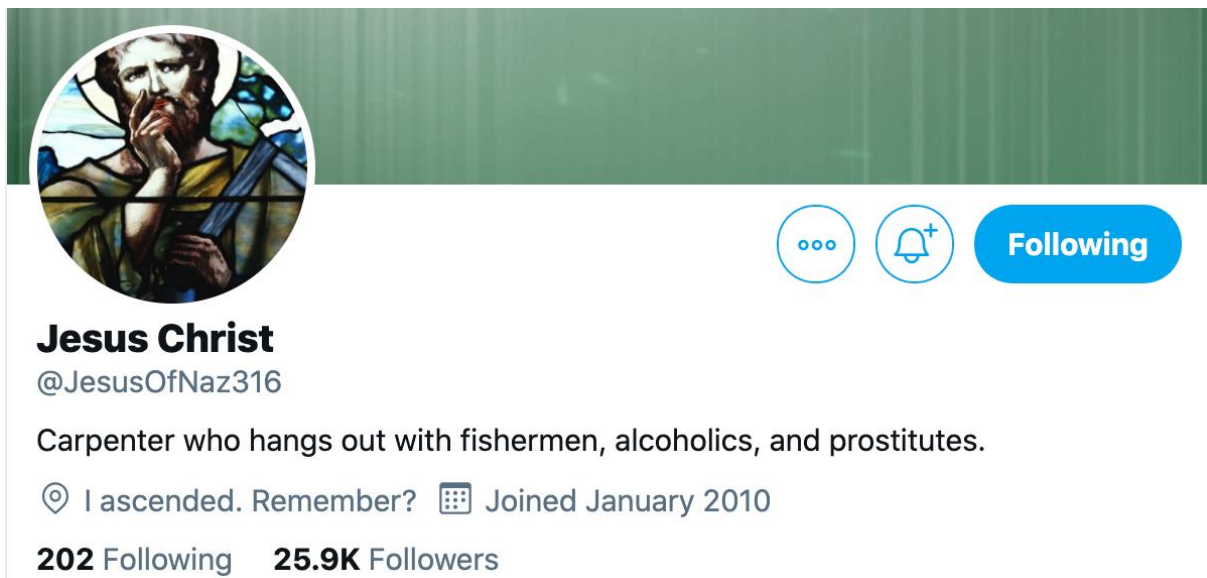 Following
Jesus Christ
@JesusOfNaz316
Carpenter who hangs out with fishermen, alcoholics, and prostitutes.
I ascended. Remember? Joined January 2010
202 Following 25.9K Followers